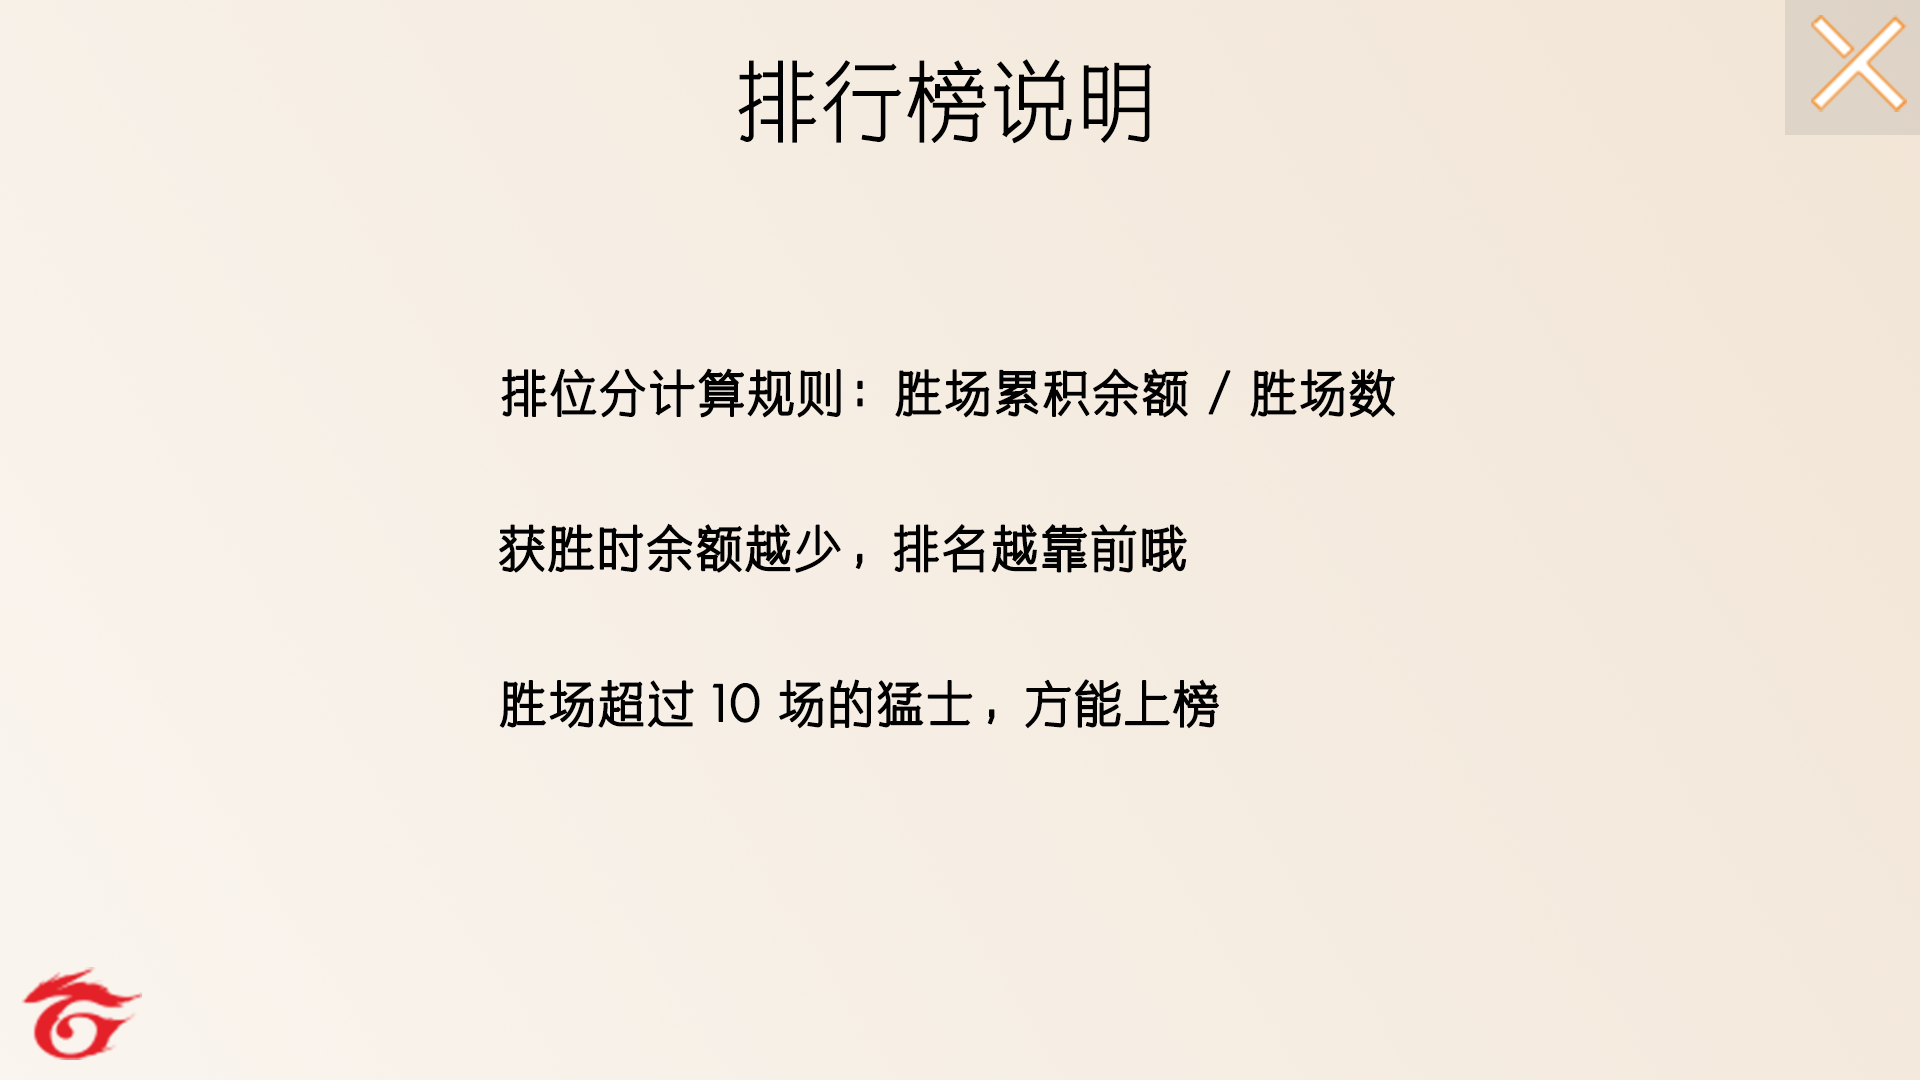 排行榜说明
排位分计算规则：胜场累积余额 / 胜场数
获胜时余额越少，排名越靠前哦
胜场超过 10 场的猛士，方能上榜